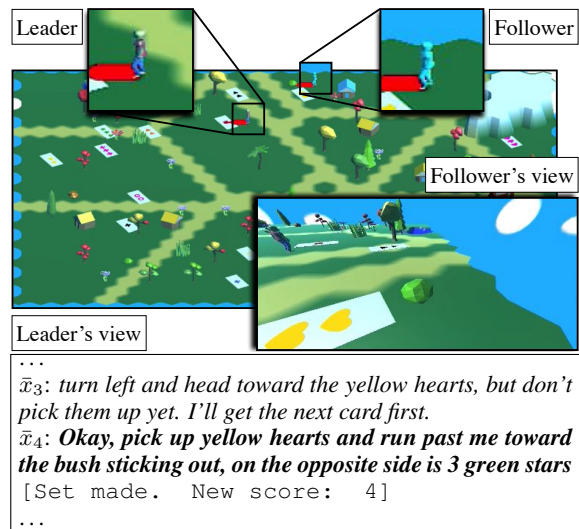 Leader
Follower
Follower's view
Leader's view
...
x̄3: turn left and head toward the yellow hearts, but don't
pick them up yet. I'll get the next card first.
x̄4: Okay, pick up yellow hearts and run past me toward
the bush sticking out, on the opposite side is 3 green stars
[Set made. New score: 4]
...